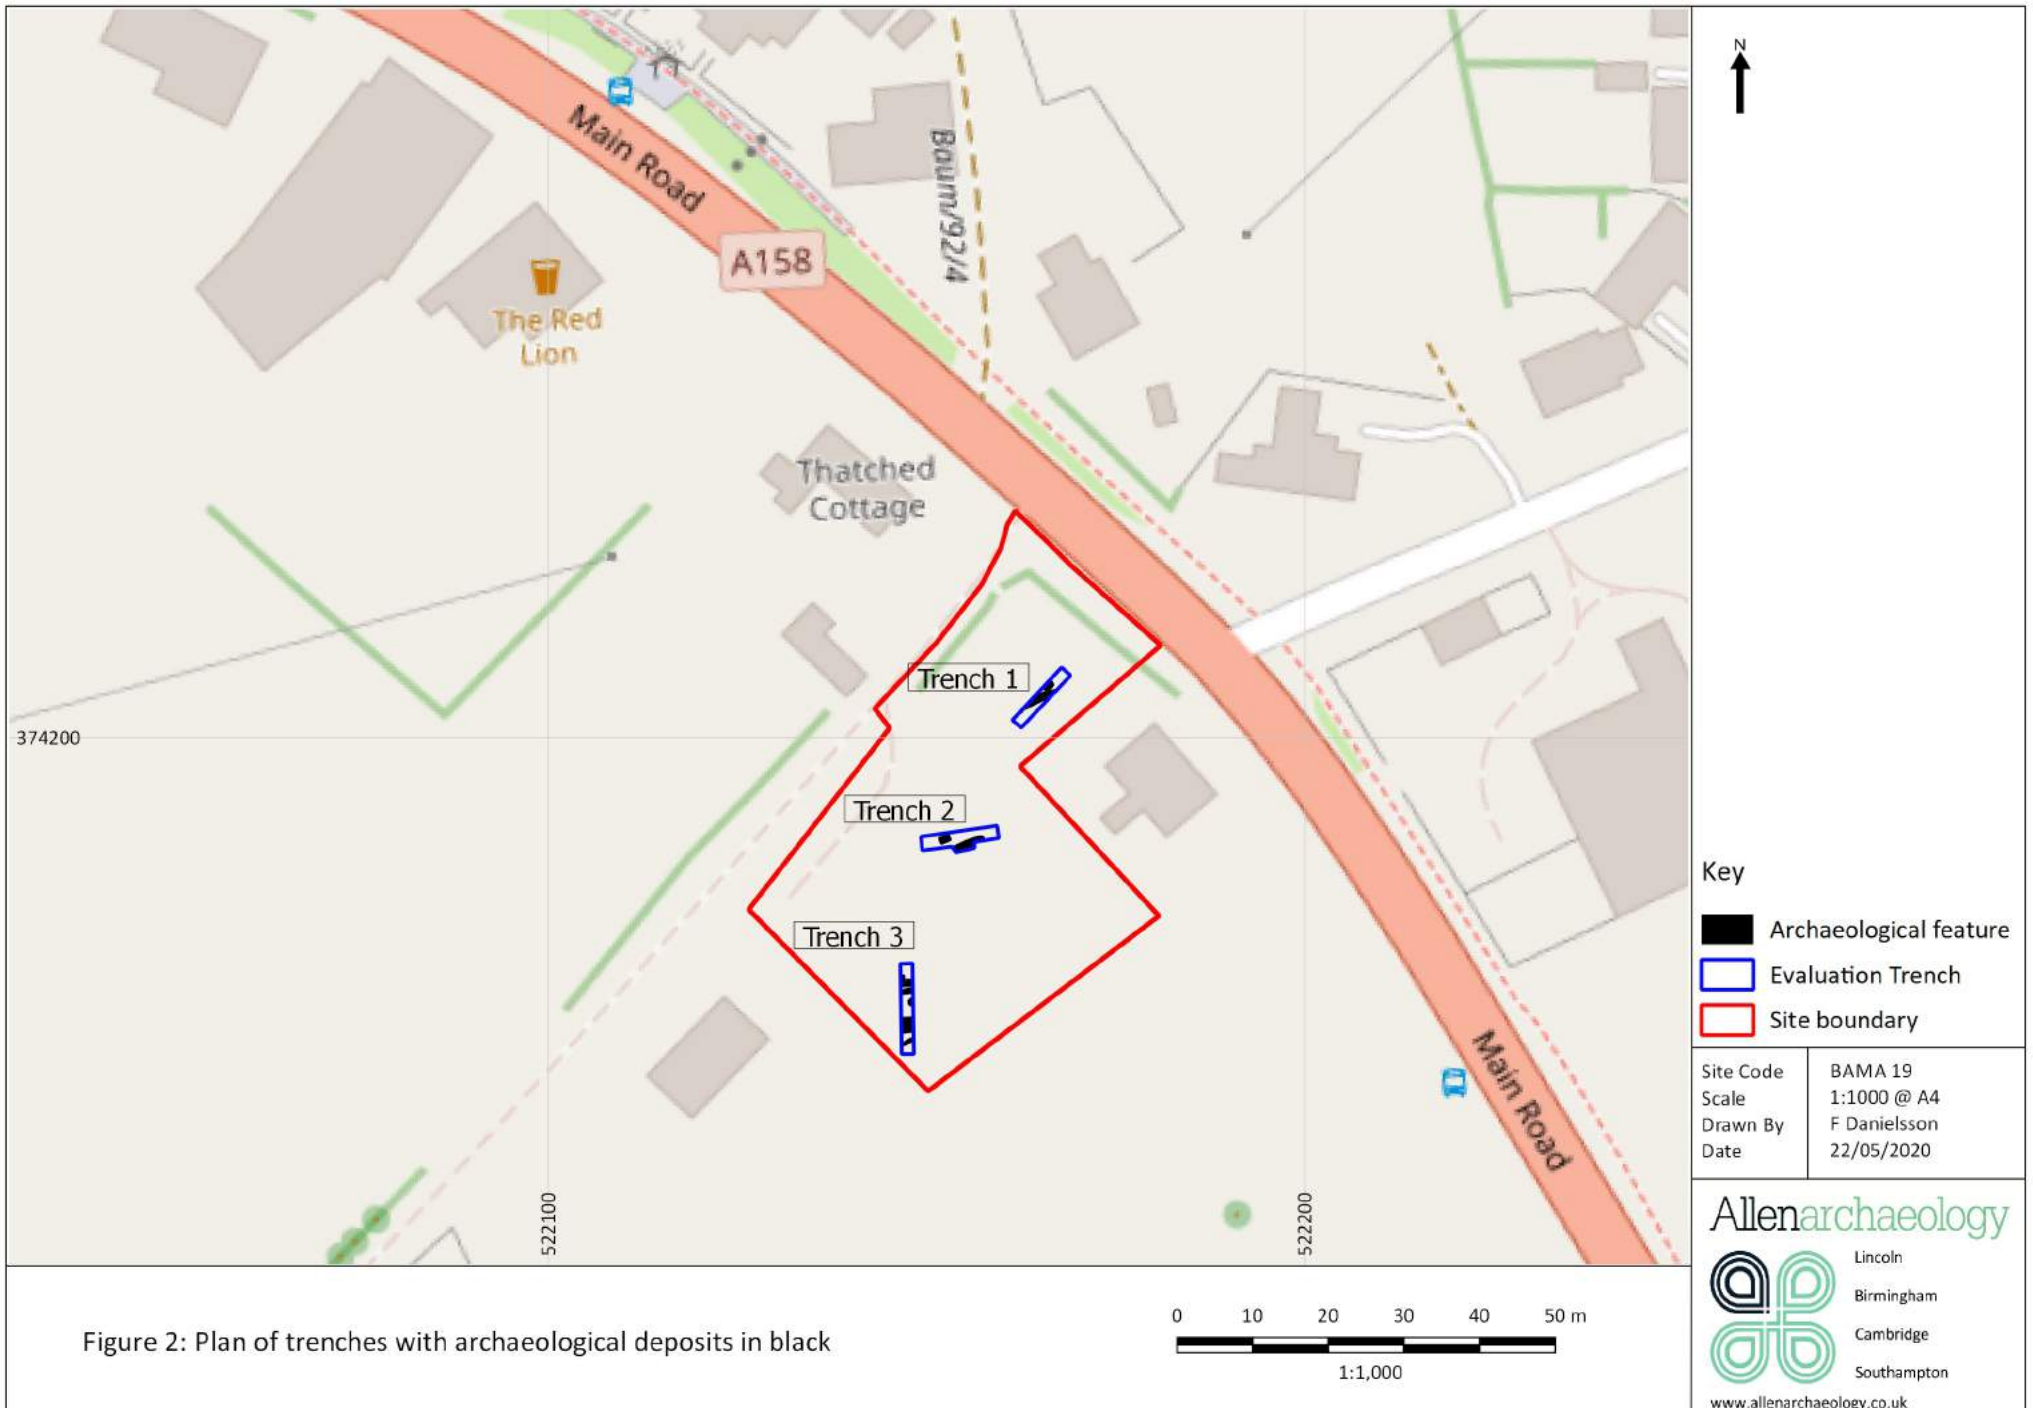 N
Main Road
A158
Baum/92/4
The Red
Lion
Thatched
Cottage
Trench 1
374200
Trench 2
Trench 3
522100
522200
Main Road
Key
Archaeological feature
Evaluation Trench
Site boundary
Site Code BAMA 19
Scale 1:1000 @ A4
Drawn By F Danielsson
Date 22/05/2020
Allenarchaeology
Lincoln
Birmingham
Cambridge
Southampton
www.allenarchaeology.co.uk
Figure 2: Plan of trenches with archaeological deposits in black
0 10 20 30 40 50 m
1:1,000